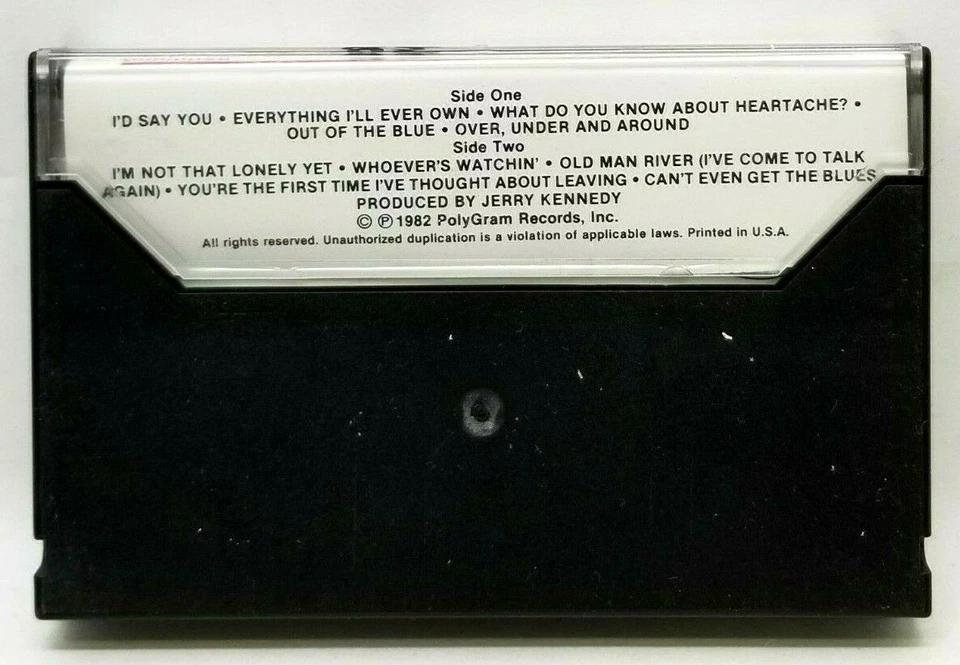 Side One
I'D SAY YOU • EVERYTHING I'LL EVER OWN • WHAT DO YOU KNOW ABOUT HEARTACHE? •
OUT OF THE BLUE • OVER, UNDER AND AROUND
Side Two
I'M NOT THAT LONELY YET • WHOEVER'S WATCHIN' • OLD MAN RIVER (I'VE COME TO TALK
AGAIN) • YOU'RE THE FIRST TIME I'VE THOUGHT ABOUT LEAVING • CAN'T EVEN GET THE BLUES
PRODUCED BY JERRY KENNEDY
© ℗ 1982 PolyGram Records, Inc.
All rights reserved. Unauthorized duplication is a violation of applicable laws. Printed in U.S.A.